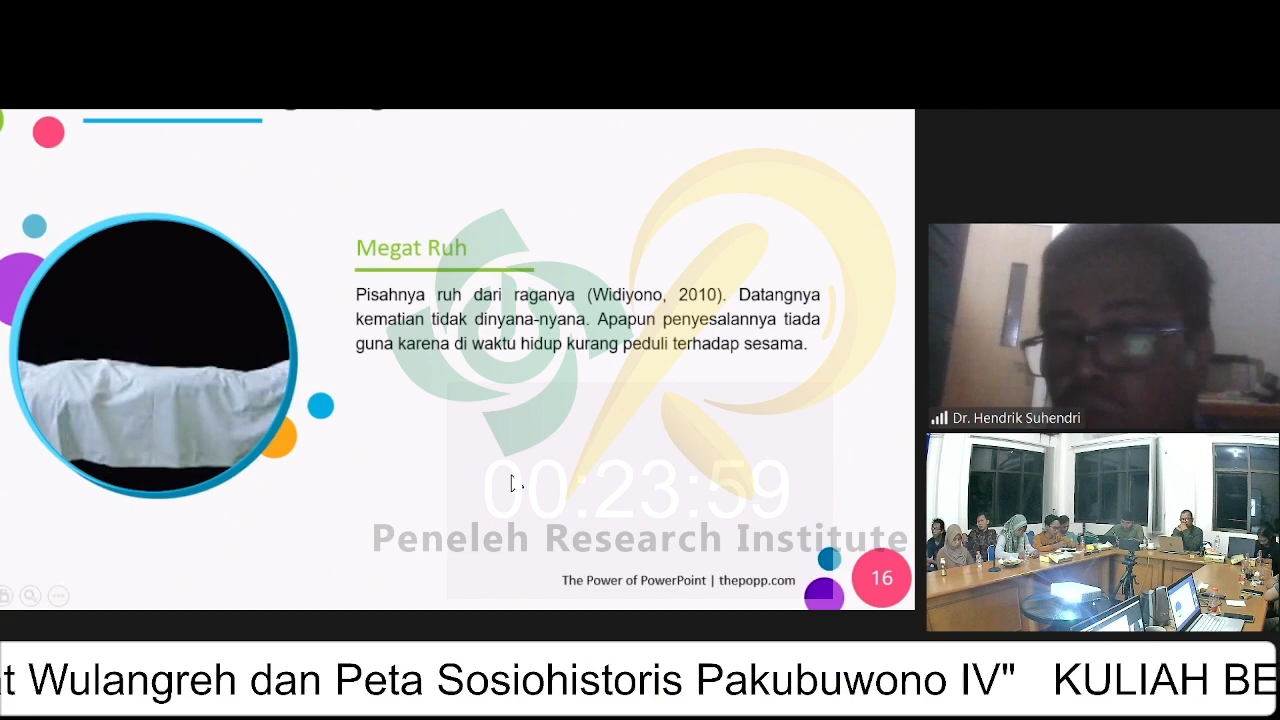 Megat Ruh
Pisahnya ruh dari raganya (Widiyono, 2010). Datangnya
kematian tidak dinyana-nyana. Apapun penyesalannya tiada
guna karena di waktu hidup kurang peduli terhadap sesama.
00:23:59
Peneleh Research Institute
The Power of PowerPoint | thepopp.com
16
Dr. Hendrik Suhendri
t Wulangreh dan Peta Sosiohistoris Pakubuwono IV" KULIAH BE